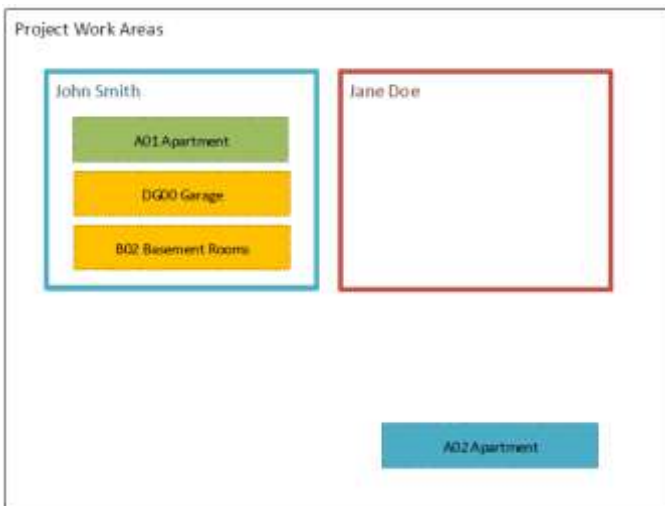 Project Work Areas
John Smith
Jane Doe
A01 Apartment
DG00 Garage
B02 Basement Rooms
A02 Apartment